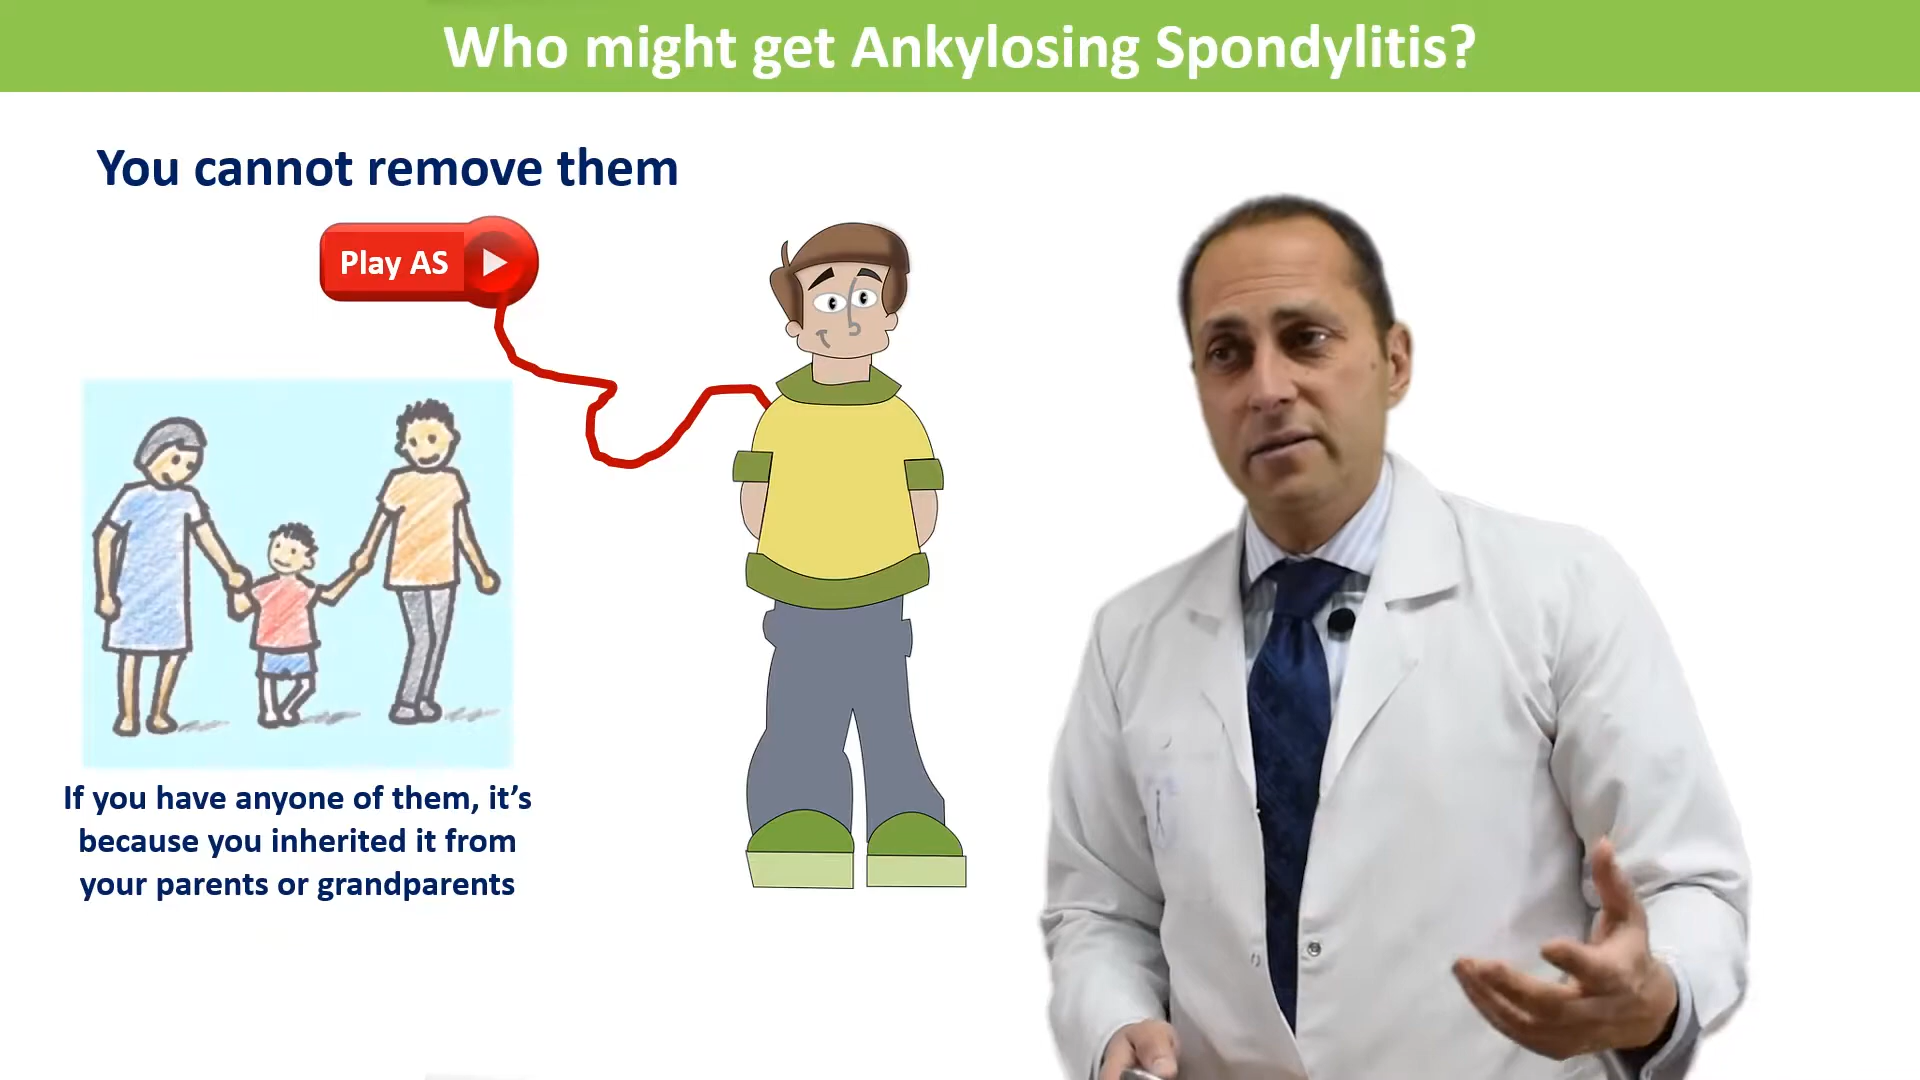 Who might get Ankylosing Spondylitis?
You cannot remove them
Play AS
If you have anyone of them, it's
because you inherited it from
your parents or grandparents